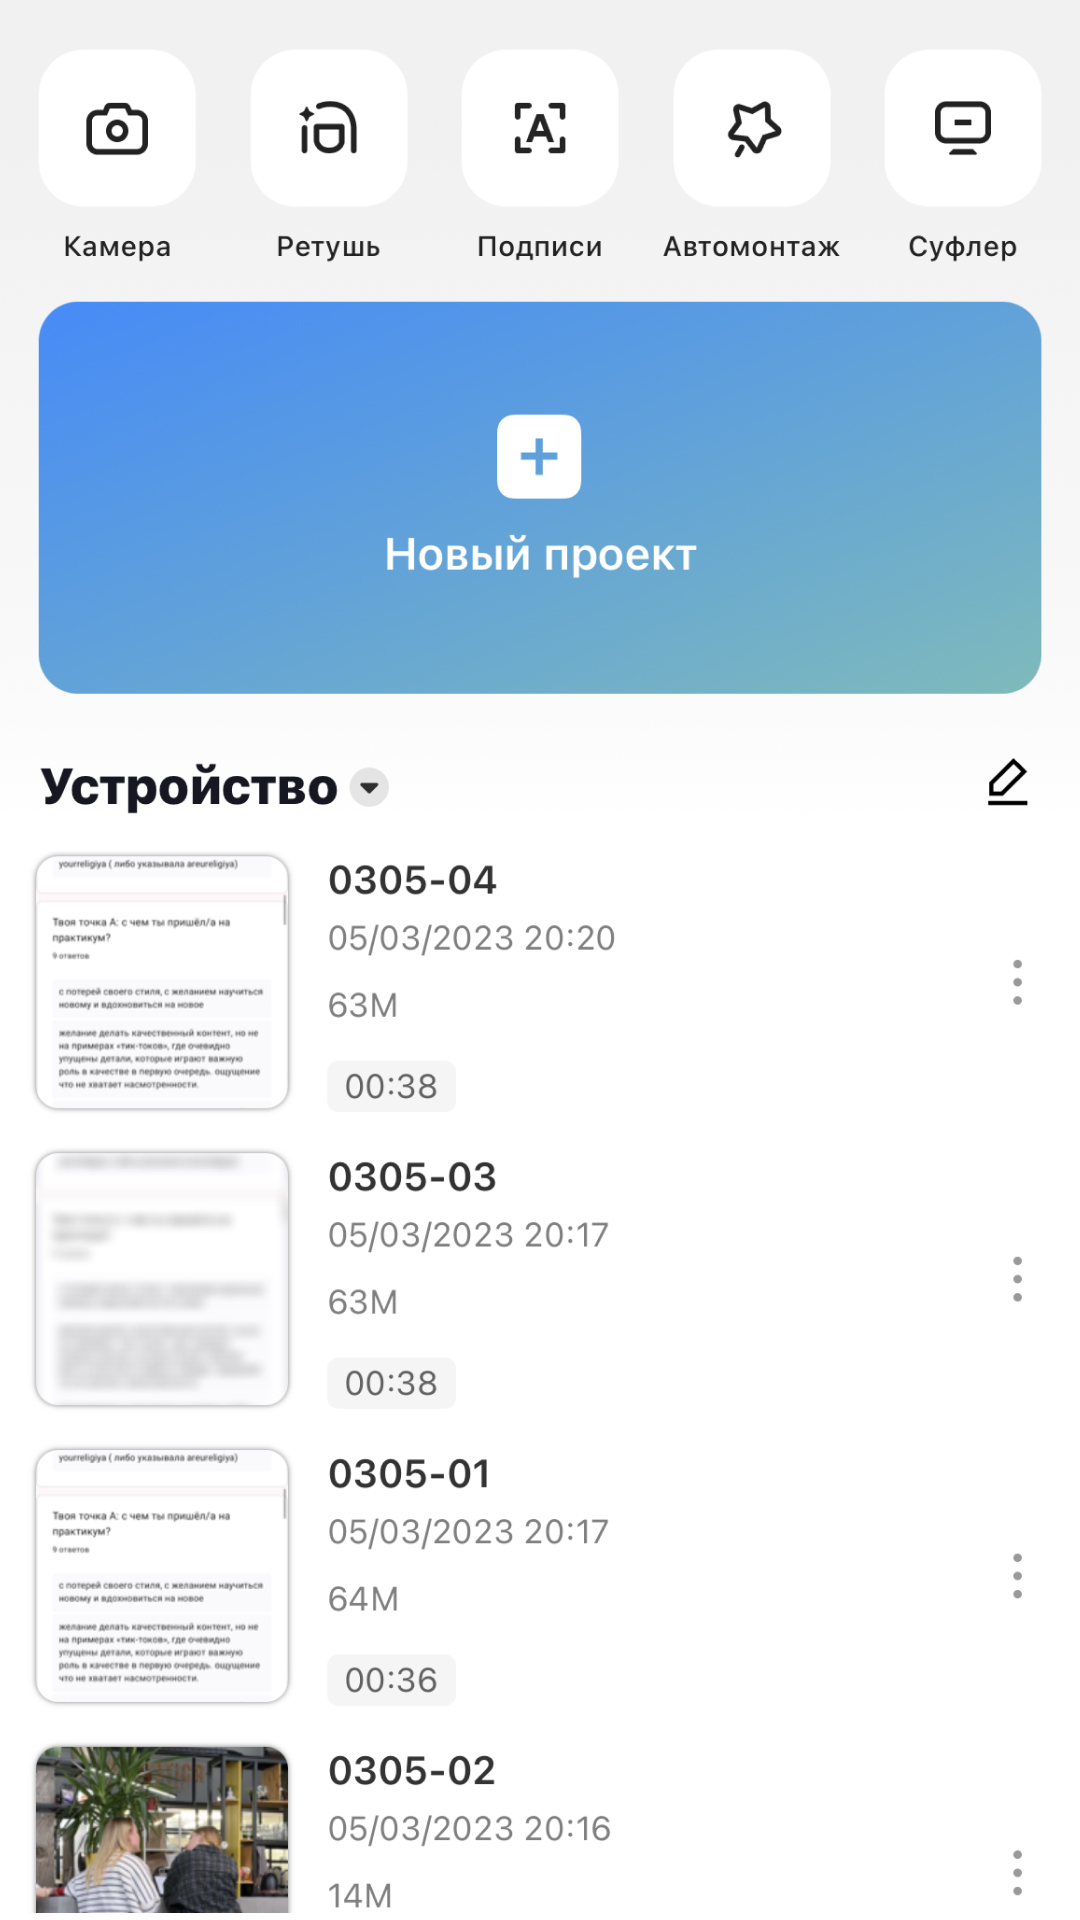 Камера
Ретушь
Подписи
Автомонтаж
Суфлер
Новый проект
Устройство
yourreligiya ( либо указывала areureligiya)
Твоя точка А: с чем ты пришёл/а на
практикум?
9 ответов
с потерей своего стиля, с желанием научиться
новому и вдохновиться на новое
желание делать качественный контент, но не
на примерах «тик-токов», где очевидно
упущены детали, которые играют важную
роль в качестве в первую очередь. ощущение
что не хватает насмотренности.
0305-04
05/03/2023 20:20
63M
00:38
0305-03
05/03/2023 20:17
63M
00:38
yourreligiya ( либо указывала areureligiya)
Твоя точка А: с чем ты пришёл/а на
практикум?
9 ответов
с потерей своего стиля, с желанием научиться
новому и вдохновиться на новое
желание делать качественный контент, но не
на примерах «тик-токов», где очевидно
упущены детали, которые играют важную
роль в качестве в первую очередь. ощущение
что не хватает насмотренности.
0305-01
05/03/2023 20:17
64M
00:36
0305-02
05/03/2023 20:16
14M